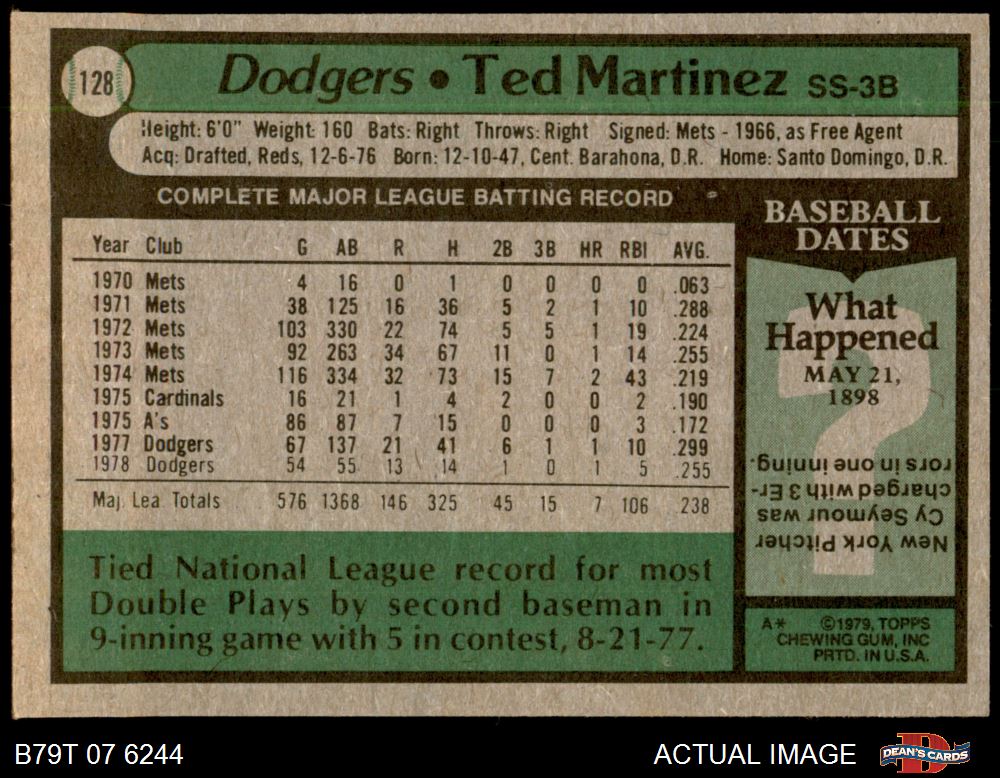 128
Dodgers • Ted Martinez SS-3B
Height: 6'0" Weight: 160 Bats: Right Throws: Right Signed: Mets - 1966, as Free Agent
Acq: Drafted, Reds, 12-6-76 Born: 12-10-47, Cent. Barahona, D.R. Home: Santo Domingo, D.R.
COMPLETE MAJOR LEAGUE BATTING RECORD
Year Club G AB R H 2B 3B HR RBI AVG.
1970 Mets 4 16 0 1 0 0 0 0 .063
1971 Mets 38 125 16 36 5 2 1 10 .288
1972 Mets 103 330 22 74 5 5 1 19 .224
1973 Mets 92 263 34 67 11 0 1 14 .255
1974 Mets 116 334 32 73 15 7 2 43 .219
1975 Cardinals 16 21 1 4 2 0 0 2 .190
1975 A's 86 87 7 15 0 0 0 3 .172
1977 Dodgers 67 137 21 41 6 1 1 10 .299
1978 Dodgers 54 55 13 14 1 0 1 5 .255
Maj. Lea. Totals 576 1368 146 325 45 15 7 106 .238
Tied National League record for most
Double Plays by second baseman in
9-inning game with 5 in contest, 8-21-77.
BASEBALL
DATES
What
Happened
MAY 21,
1898
?
New York Pitcher
Cy Seymour was
charged with 3 Er-
rors in one inning.
A* ©1979, TOPPS
CHEWING GUM, INC
PRTD. IN U.S.A.
B79T 07 6244
ACTUAL IMAGE
D
DEAN'S CARDS